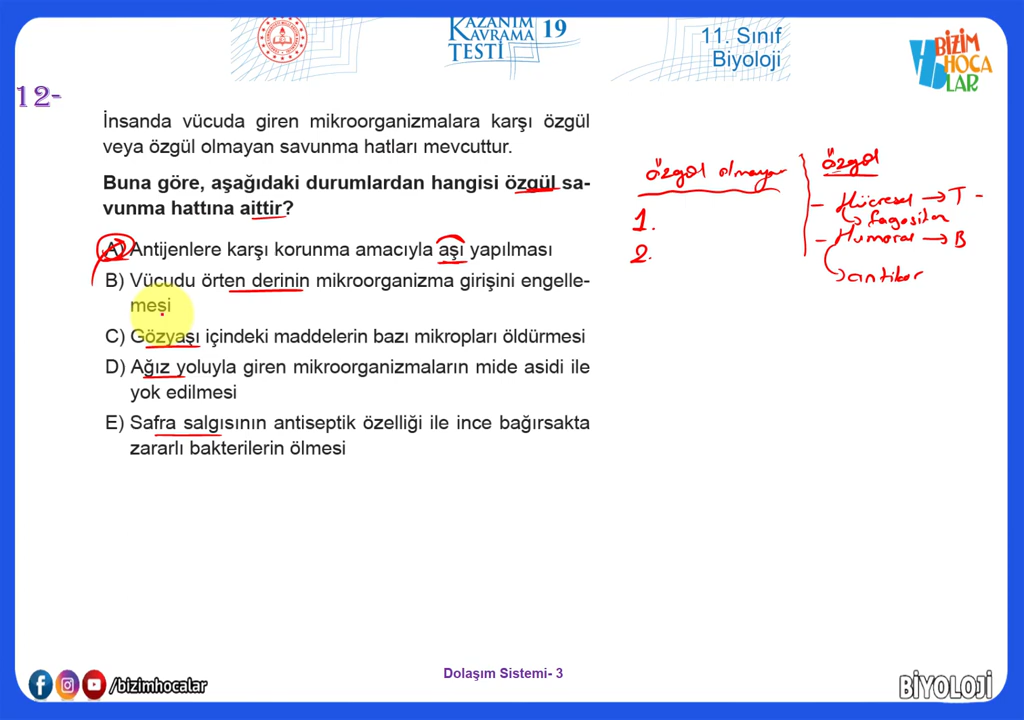 KAZANIM
KAVRAMA
TESTİ
19
11. Sınıf
Biyoloji
BİZİM
HOCA
LAR
12-
İnsanda vücuda giren mikroorganizmalara karşı özgül
veya özgül olmayan savunma hatları mevcuttur.
Buna göre, aşağıdaki durumlardan hangisi özgül sa-
vunma hattına aittir?
A) Antijenlere karşı korunma amacıyla aşı yapılması
B) Vücudu örten derinin mikroorganizma girişini engelle-
mesi
C) Gözyaşı içindeki maddelerin bazı mikropları öldürmesi
D) Ağız yoluyla giren mikroorganizmaların mide asidi ile
yok edilmesi
E) Safra salgısının antiseptik özelliği ile ince bağırsakta
zararlı bakterilerin ölmesi
özgül olmayan
1.
2.
özgül
- Hücresel → T -
fagositoz
- Humoral → B
antikor
Dolaşım Sistemi- 3
/bizimhocalar
BİYOLOJİ